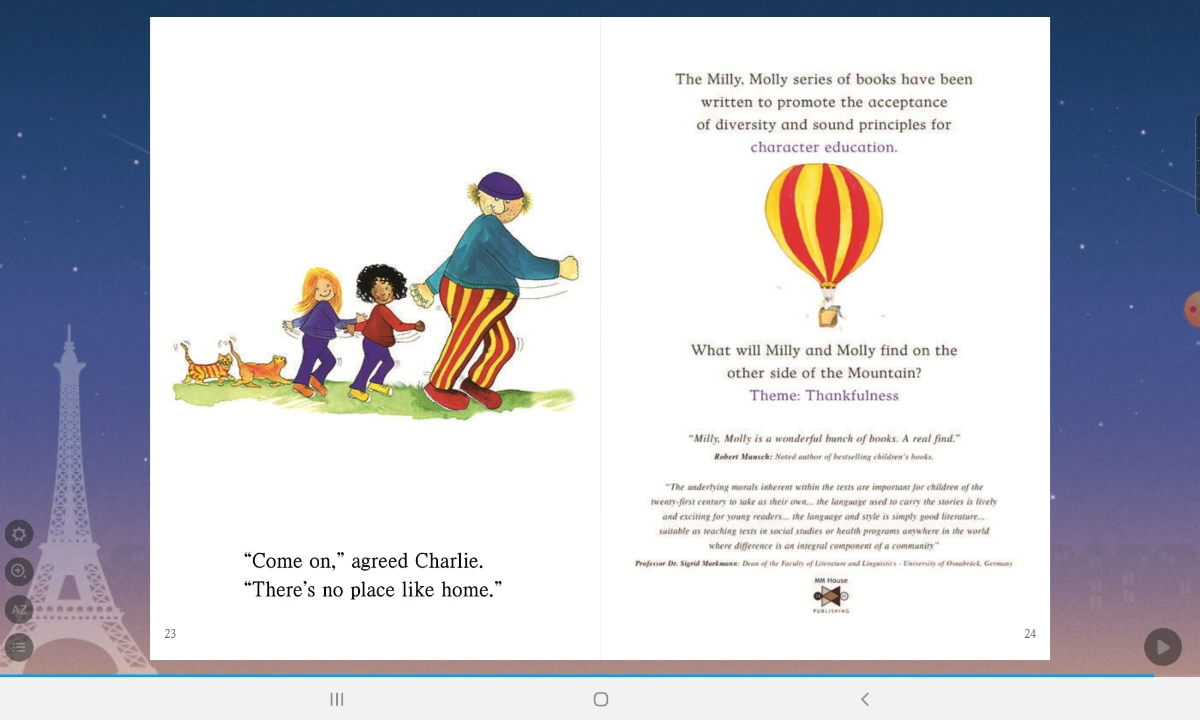 “Come on,” agreed Charlie.
“There’s no place like home.”
23
The Milly, Molly series of books have been
written to promote the acceptance
of diversity and sound principles for
character education.
What will Milly and Molly find on the
other side of the Mountain?
Theme: Thankfulness
“Milly, Molly is a wonderful bunch of books. A real find.”
Robert Munsch: Noted author of bestselling children’s books.
“The underlying morals inherent within the texts are important for children of the
twenty-first century to take as their own... the language used to carry the stories is lively
and exciting for young readers... the language and style is simply good literature...
suitable as teaching texts in social studies or health programs anywhere in the world
where difference is an integral component of a community”
Professor Dr. Sigrid Markmann: Dean of the Faculty of Literature and Linguistics - University of Osnabrück, Germany
MM House
PUBLISHING
24
AZ